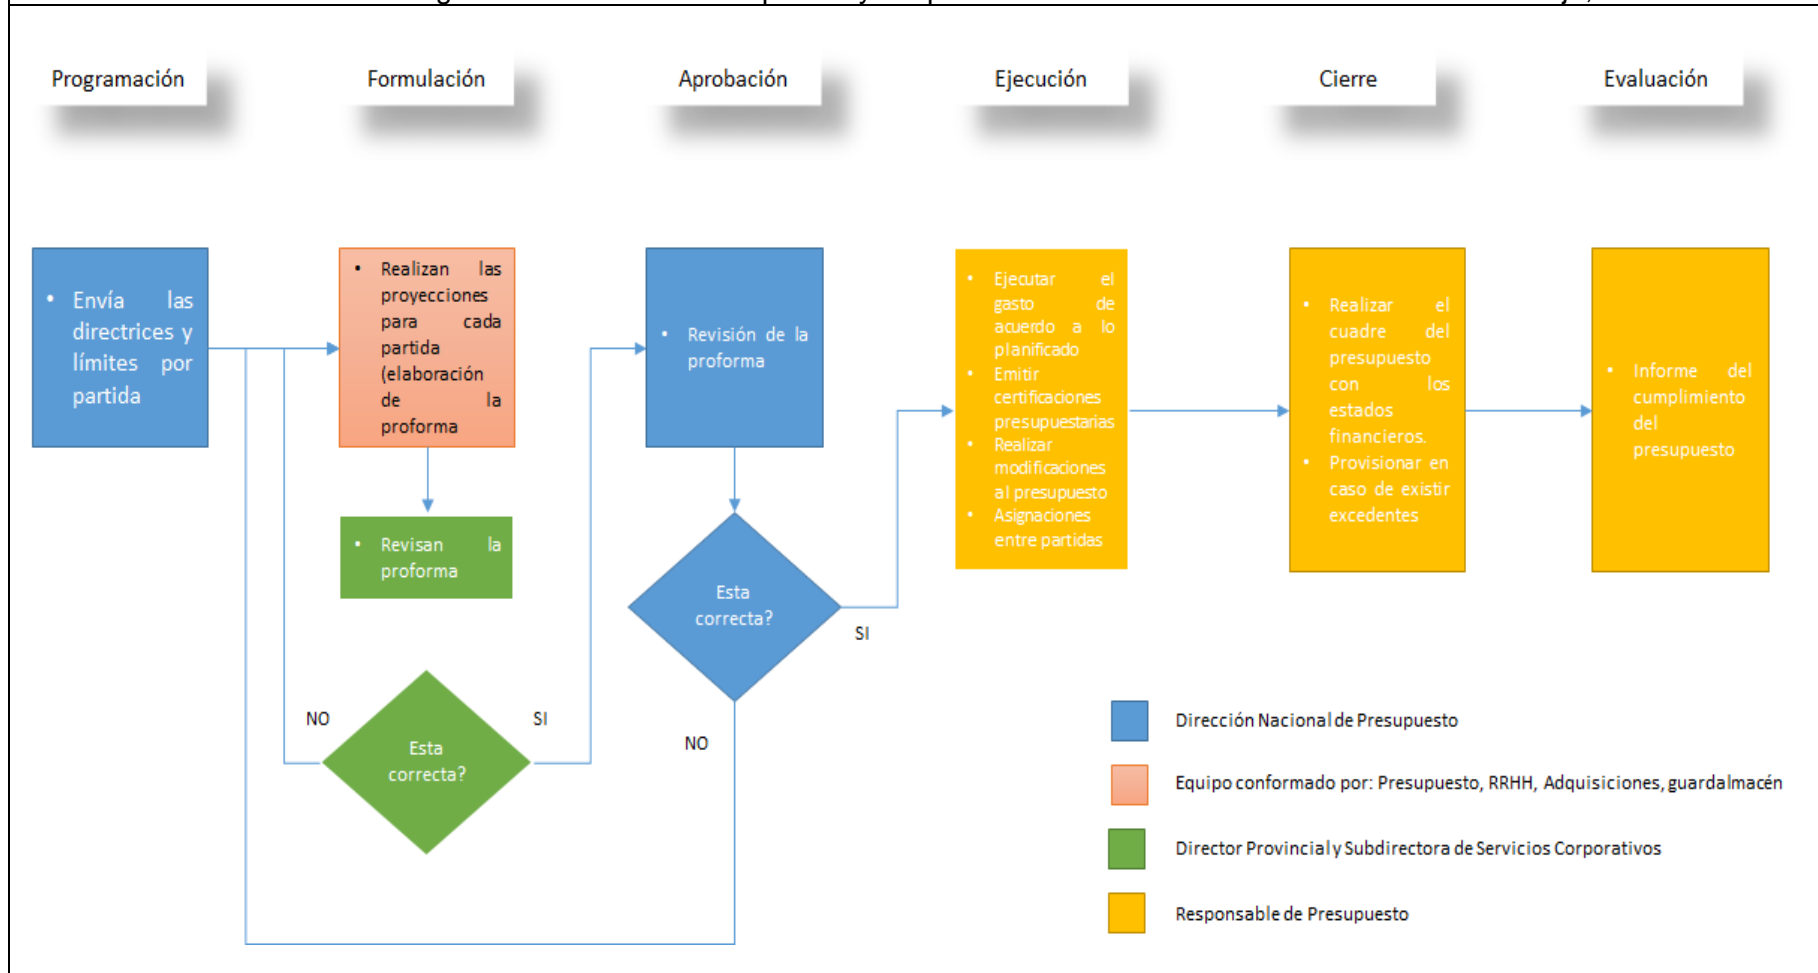 Programación
Formulación
Aprobación
Ejecución
Cierre
Evaluación
• Envía las
directrices y
límites por
partida
• Realizan las
proyecciones
para cada
partida
(elaboración
de la
proforma
• Revisan la
proforma
Esta
correcta?
NO
SI
• Revisión de la
proforma
Esta
correcta?
SI
NO
• Ejecutar el
gasto de
acuerdo a lo
planificado
• Emitir
certificaciones
presupuestarias
• Realizar
modificaciones
al presupuesto
• Asignaciones
entre partidas
• Realizar el
cuadre del
presupuesto
con los
estados
financieros.
• Provisionar en
caso de existir
excedentes
• Informe del
cumplimiento
del
presupuesto
Dirección Nacional de Presupuesto
Equipo conformado por: Presupuesto, RRHH, Adquisiciones, guardalmacén
Director Provincial y Subdirectora de Servicios Corporativos
Responsable de Presupuesto